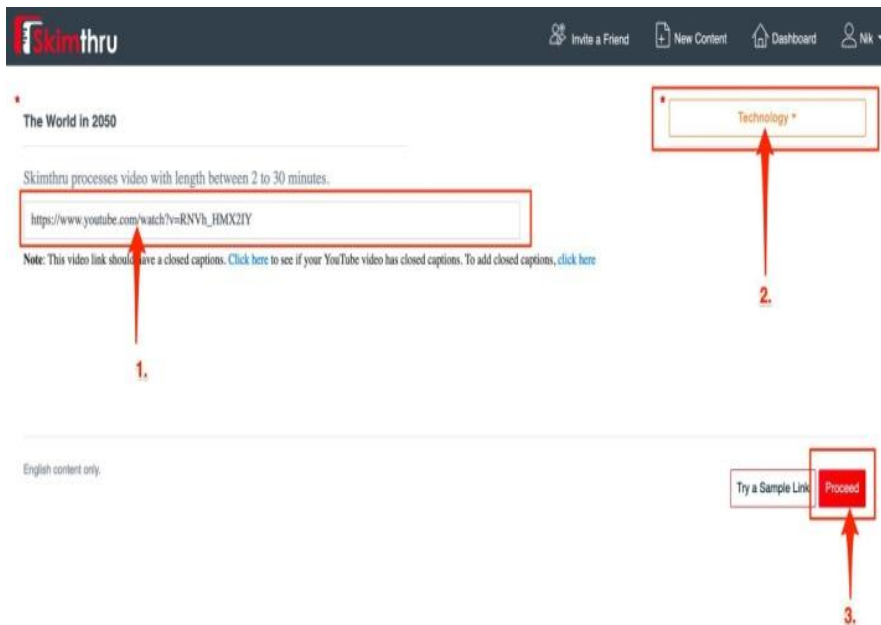 Skimthru
Invite a Friend
New Content
Dashboard
Nik
*
The World in 2050
*
Technology
Skimthru processes video with length between 2 to 30 minutes.
https://www.youtube.com/watch?v=RNVh_HMX2IY
Note: This video link should have a closed captions. Click here to see if your YouTube video has closed captions. To add closed captions, click here
1.
2.
English content only.
Try a Sample Link
Proceed
3.